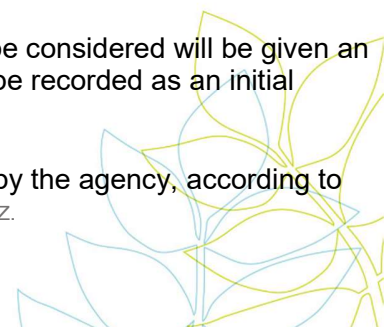 be considered will be given an
be recorded as an initial
by the agency, according to
z.